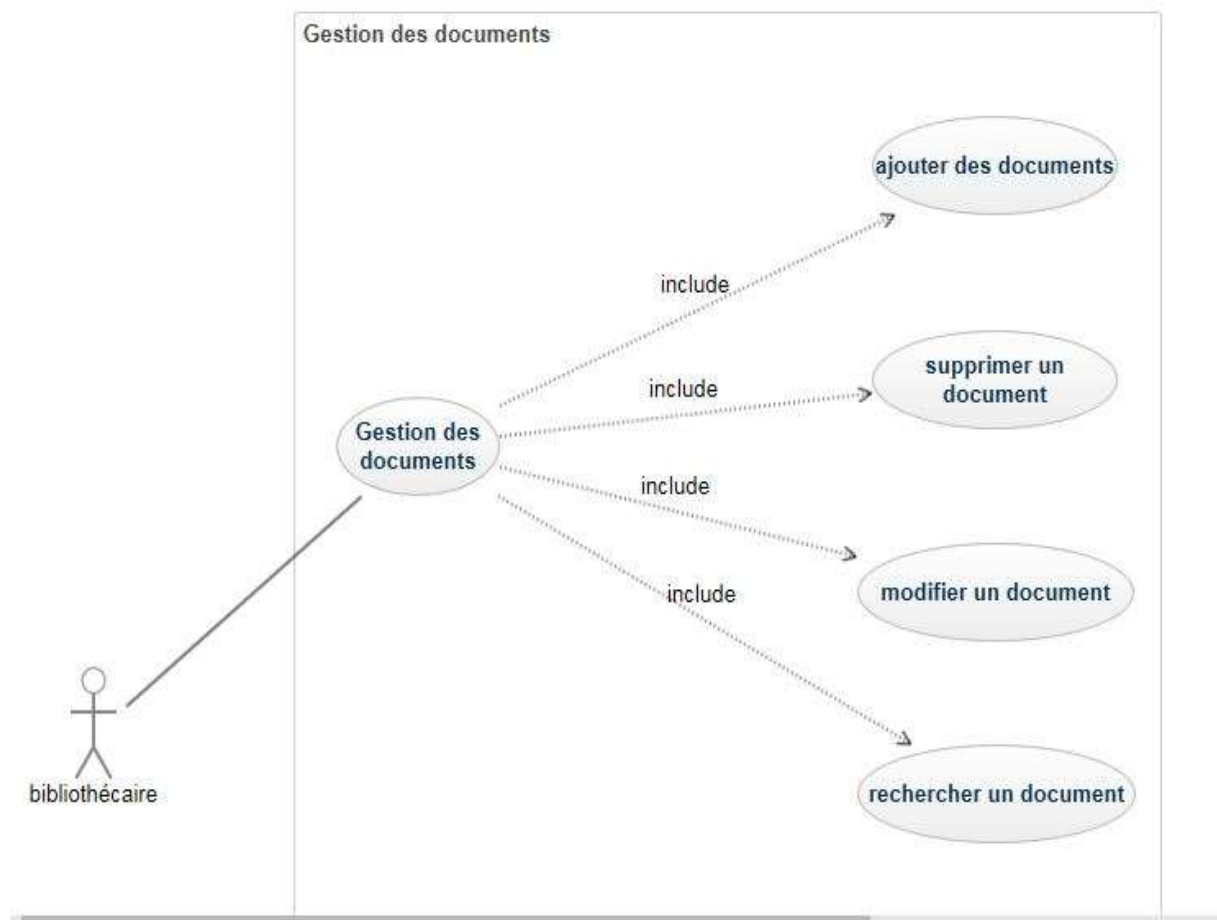 Gestion des documents
ajouter des documents
include
supprimer un
document
include
Gestion des
documents
include
modifier un document
include
rechercher un document
bibliothécaire